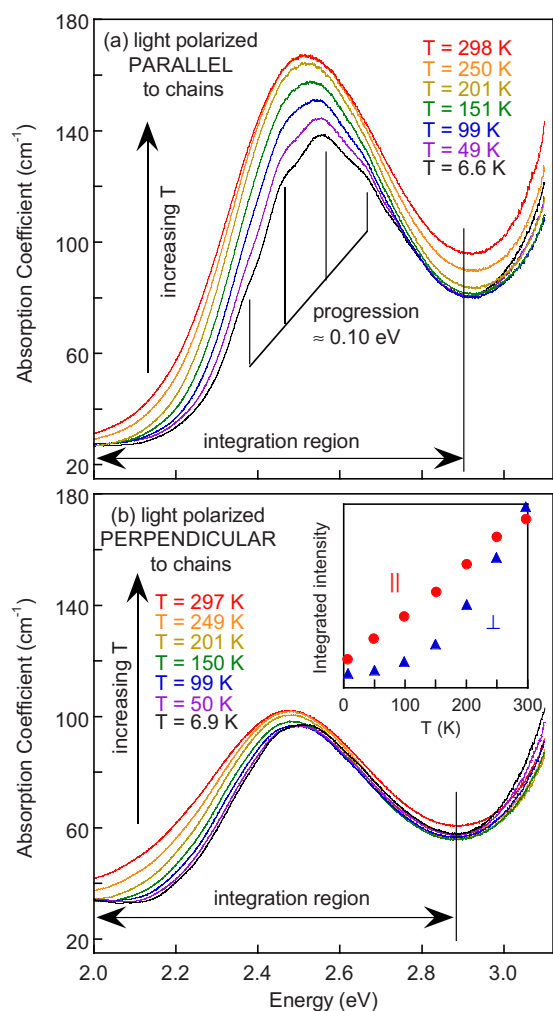 180
(a) light polarized
PARALLEL
to chains
T = 298 K
T = 250 K
T = 201 K
T = 151 K
T = 99 K
T = 49 K
T = 6.6 K
140
100
60
20
Absorption Coefficient (cm⁻¹)
increasing T
progression
≈ 0.10 eV
integration region
180
(b) light polarized
PERPENDICULAR
to chains
T = 297 K
T = 249 K
T = 201 K
T = 150 K
T = 99 K
T = 50 K
T = 6.9 K
140
100
60
20
Absorption Coefficient (cm⁻¹)
increasing T
Integrated intensity
||
⊥
0 100 200 300
T (K)
integration region
2.0 2.2 2.4 2.6 2.8 3.0
Energy (eV)